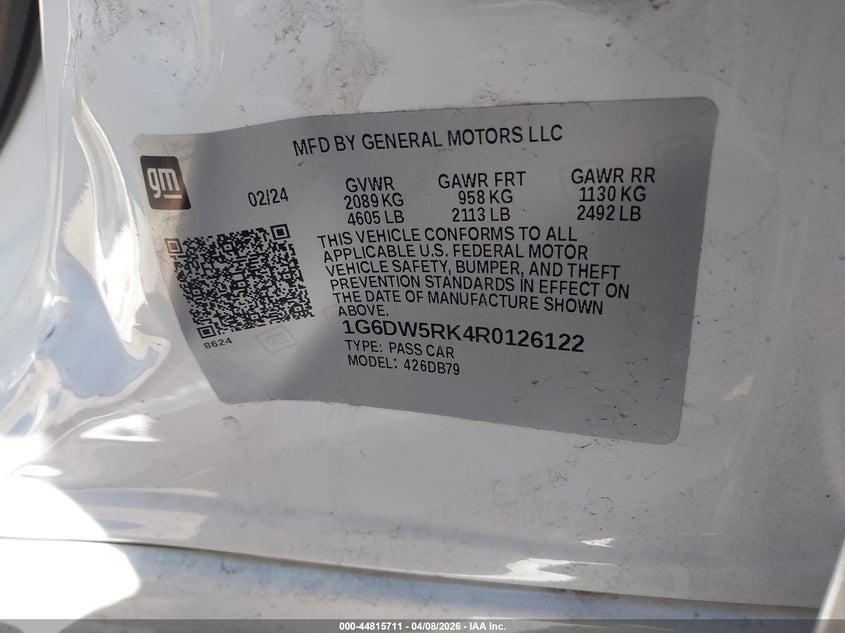 MFD BY GENERAL MOTORS LLC
gm
02/24
GVWR GAWR FRT GAWR RR
2089 KG 958 KG 1130 KG
4605 LB 2113 LB 2492 LB
THIS VEHICLE CONFORMS TO ALL
APPLICABLE U.S. FEDERAL MOTOR
VEHICLE SAFETY, BUMPER, AND THEFT
PREVENTION STANDARDS IN EFFECT ON
THE DATE OF MANUFACTURE SHOWN
ABOVE.
1G6DW5RK4R0126122
8624
TYPE: PASS CAR
MODEL: 426DB79
000-44815711 - 04/08/2026 - IAA Inc.